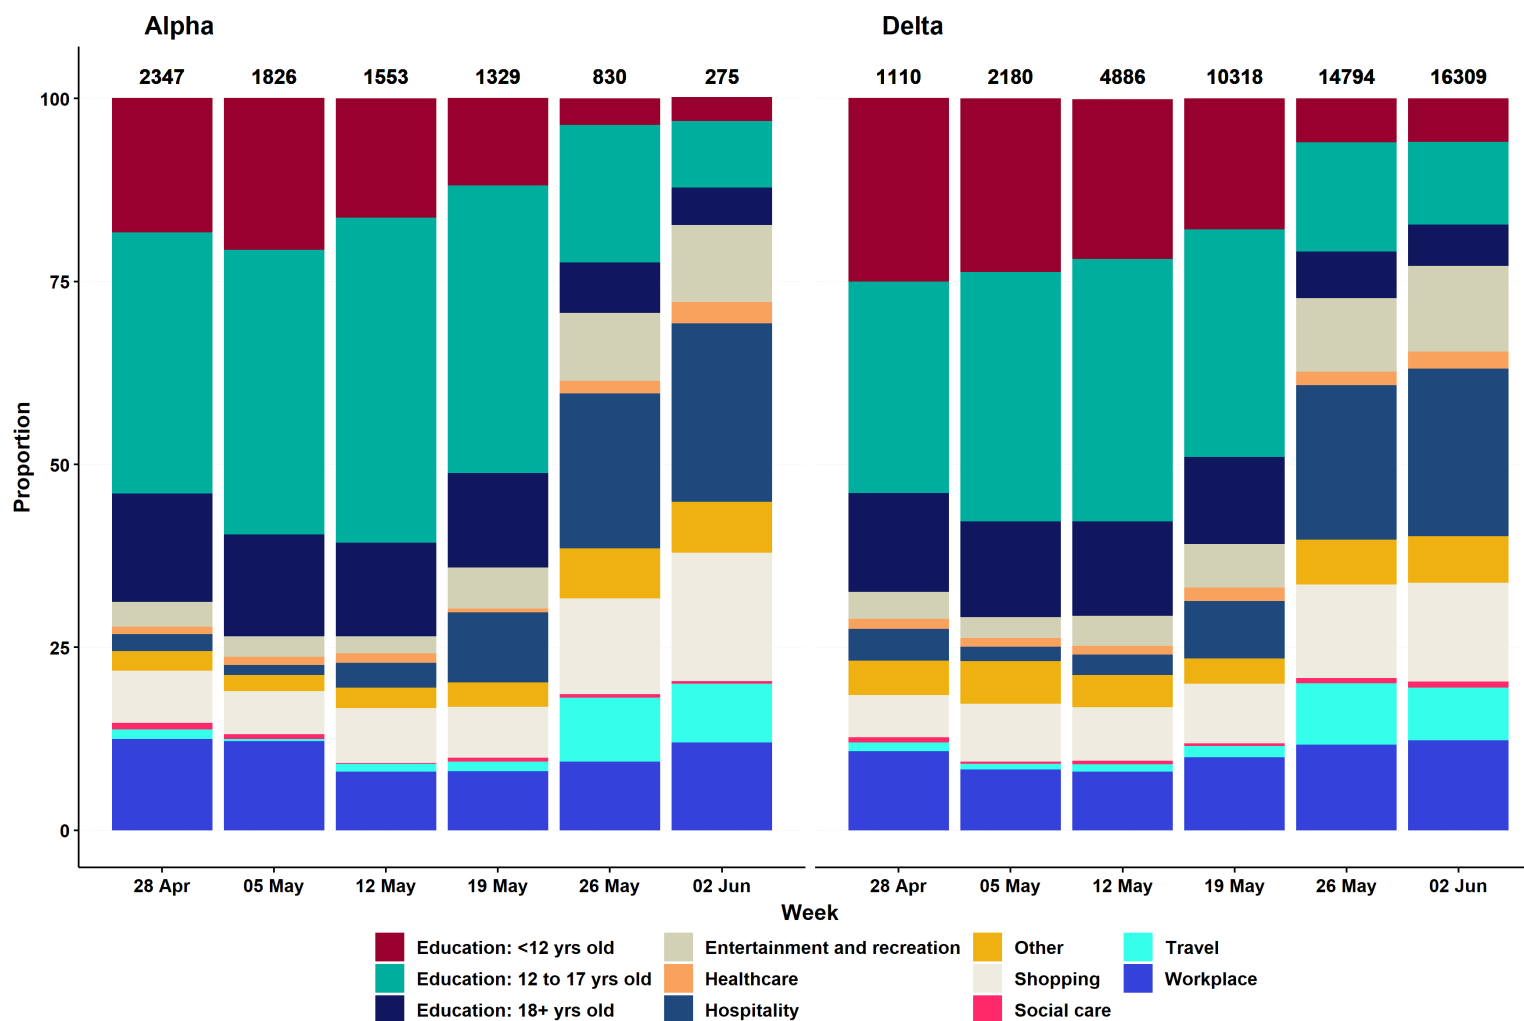 Alpha Delta
2347 1826 1553 1329 830 275 1110 2180 4886 10318 14794 16309
100
75
50
25
0
Proportion
28 Apr 05 May 12 May 19 May 26 May 02 Jun 28 Apr 05 May 12 May 19 May 26 May 02 Jun
Week
Education: <12 yrs old Entertainment and recreation Other Travel
Education: 12 to 17 yrs old Healthcare Shopping Workplace
Education: 18+ yrs old Hospitality Social care